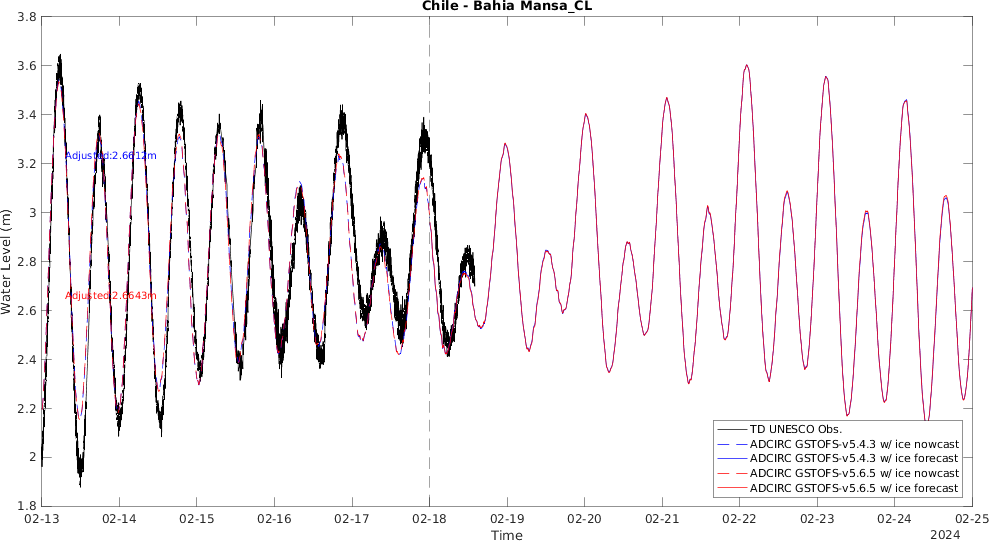 Chile - Bahia Mansa_CL
3.8
3.6
3.4
3.2
3
2.8
2.6
2.4
2.2
2
1.8
Water Level (m)
Adjusted:2.6612m
Adjusted:2.6643m
TD UNESCO Obs.
ADCIRC GSTOFS-v5.4.3 w/ ice nowcast
ADCIRC GSTOFS-v5.4.3 w/ ice forecast
ADCIRC GSTOFS-v5.6.5 w/ ice nowcast
ADCIRC GSTOFS-v5.6.5 w/ ice forecast
02-13 02-14 02-15 02-16 02-17 02-18 02-19 02-20 02-21 02-22 02-23 02-24 02-25
Time
2024